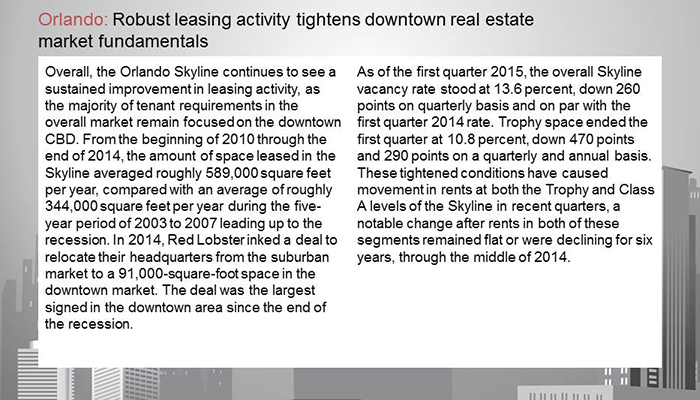 Orlando: Robust leasing activity tightens downtown real estate
market fundamentals
Overall, the Orlando Skyline continues to see a
sustained improvement in leasing activity, as
the majority of tenant requirements in the
overall market remain focused on the downtown
CBD. From the beginning of 2010 through the
end of 2014, the amount of space leased in the
Skyline averaged roughly 589,000 square feet
per year, compared with an average of roughly
344,000 square feet per year during the five-
year period of 2003 to 2007 leading up to the
recession. In 2014, Red Lobster inked a deal to
relocate their headquarters from the suburban
market to a 91,000-square-foot space in the
downtown market. The deal was the largest
signed in the downtown area since the end of
the recession.
As of the first quarter 2015, the overall Skyline
vacancy rate stood at 13.6 percent, down 260
points on quarterly basis and on par with the
first quarter 2014 rate. Trophy space ended the
first quarter at 10.8 percent, down 470 points
and 290 points on a quarterly and annual basis.
These tightened conditions have caused
movement in rents at both the Trophy and Class
A levels of the Skyline in recent quarters, a
notable change after rents in both of these
segments remained flat or were declining for six
years, through the middle of 2014.